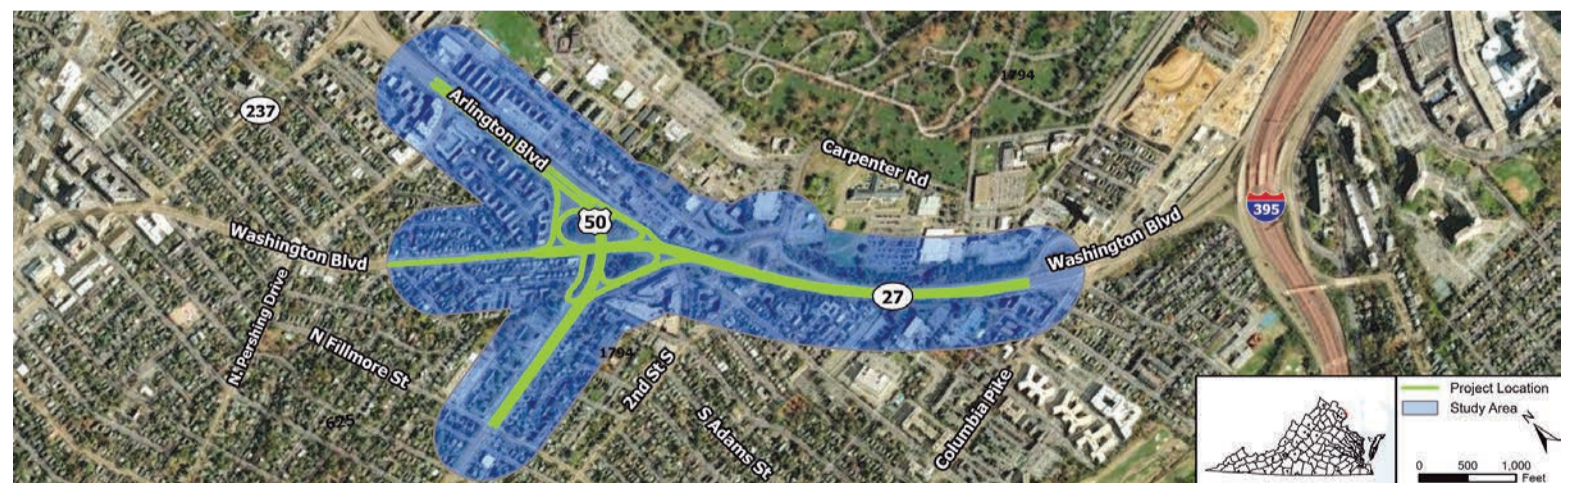 1794
237
Arlington Blvd
Carpenter Rd
50
395
Washington Blvd
Washington Blvd
27
N. Pershing Drive
N Fillmore St
1794
2nd St S
625
S Adams St
Columbia Pike
Project Location
Study Area
N
0 500 1,000
Feet